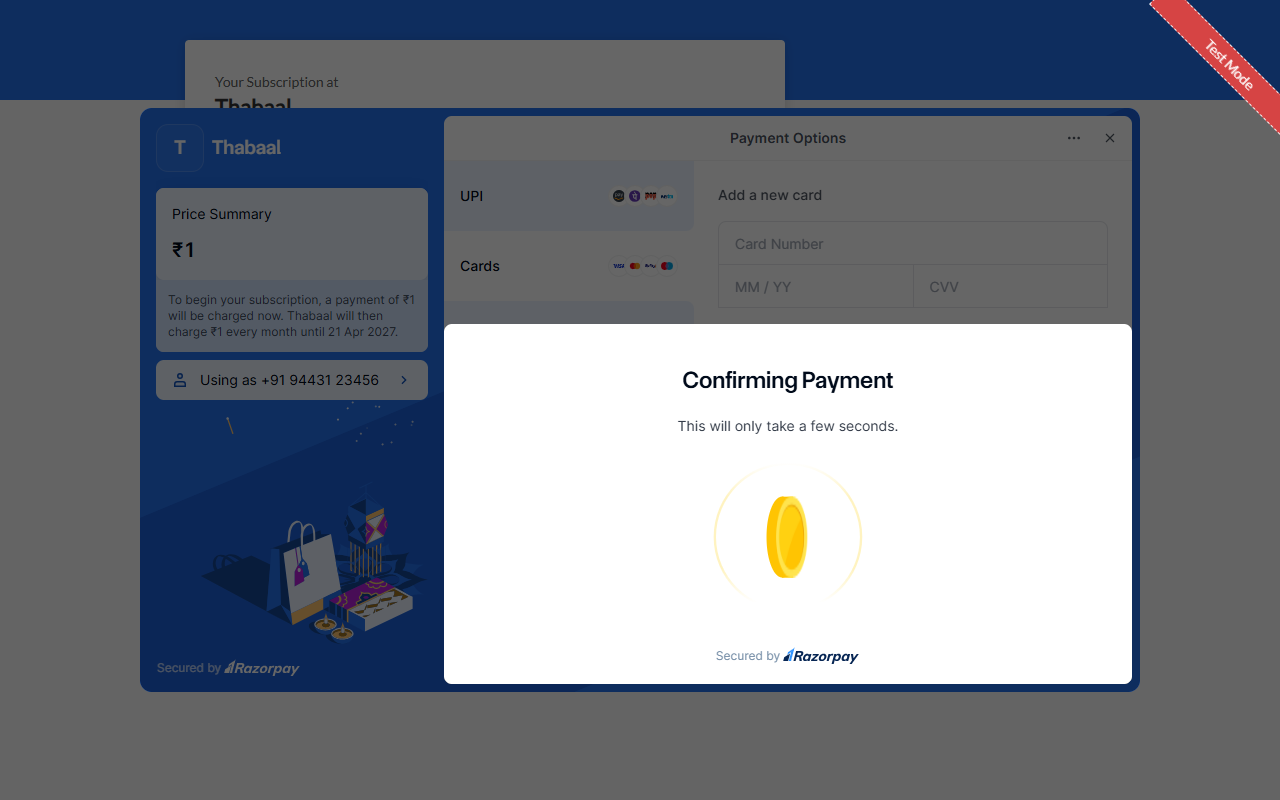 Test Mode
Your Subscription at
Thabaal
T
Thabaal
Price Summary
₹1
To begin your subscription, a payment of ₹1
will be charged now. Thabaal will then
charge ₹1 every month until 21 Apr 2027.
Using as +91 94431 23456
Secured by Razorpay
Payment Options
UPI
Cards
VISA
Add a new card
Card Number
MM / YY
CVV
Confirming Payment
This will only take a few seconds.
Secured by Razorpay